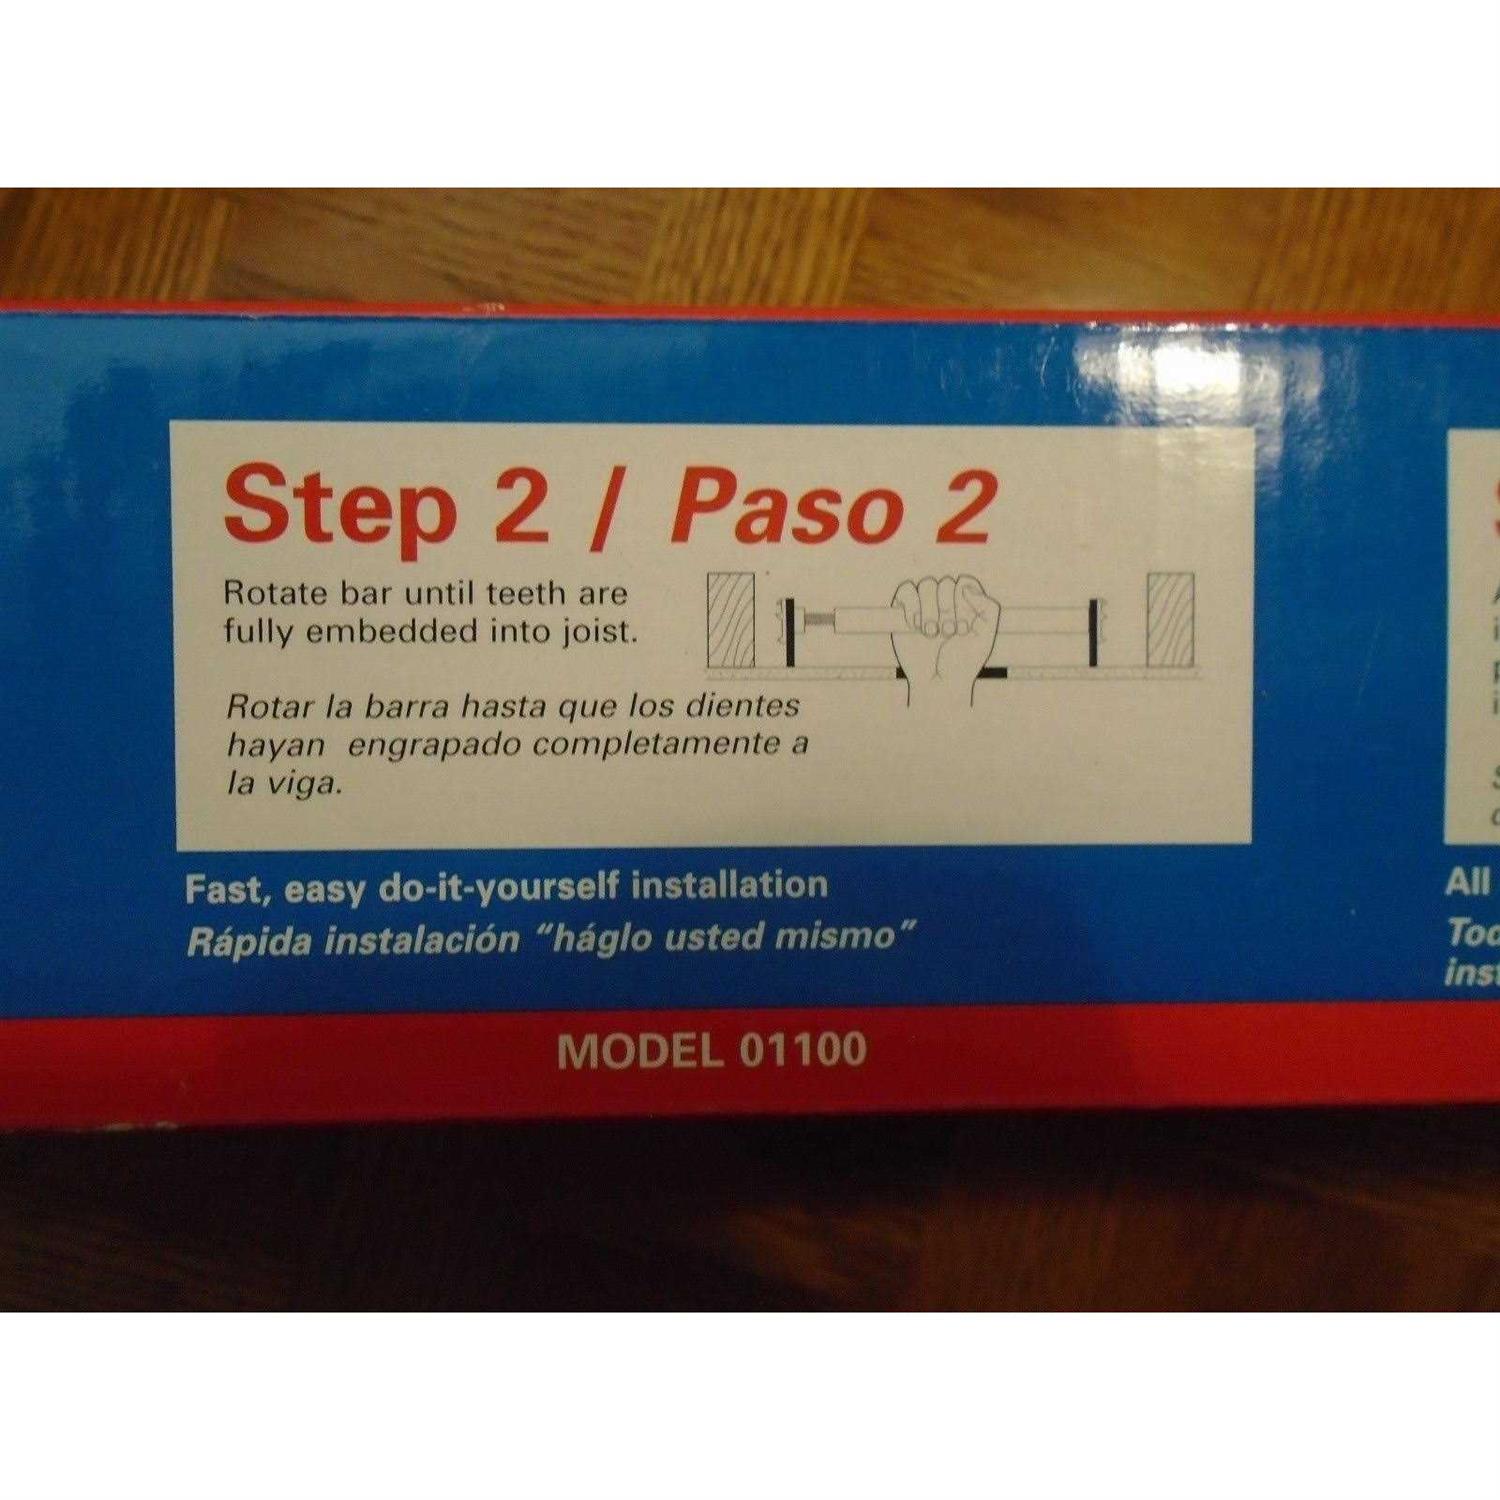 Step 2 / Paso 2
Rotate bar until teeth are
fully embedded into joist.
Rotar la barra hasta que los dientes
hayan engrapado completamente a
la viga.
Fast, easy do-it-yourself installation
Rápida instalación “háglo usted mismo”
All
MODEL 01100